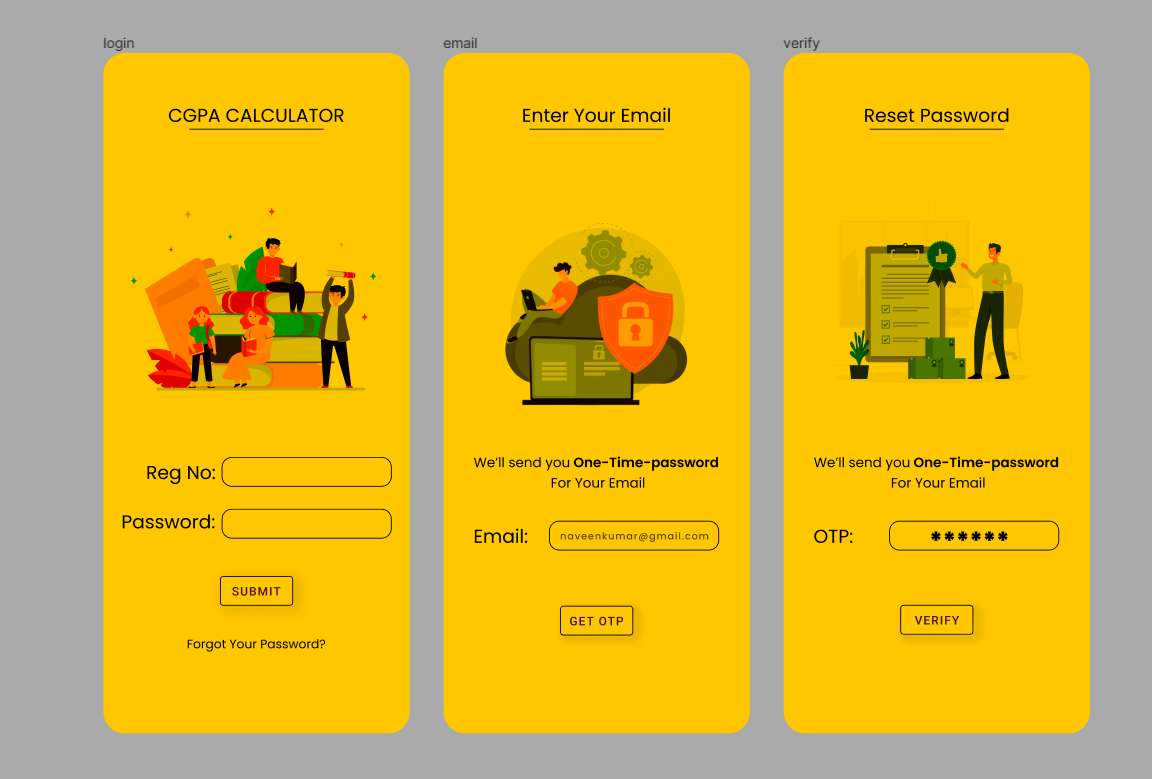 login
CGPA CALCULATOR
Reg No:
Password:
SUBMIT
Forgot Your Password?
email
Enter Your Email
We'll send you One-Time-password
For Your Email
Email: naveenkumar@gmail.com
GET OTP
verify
Reset Password
We'll send you One-Time-password
For Your Email
OTP: ******
VERIFY